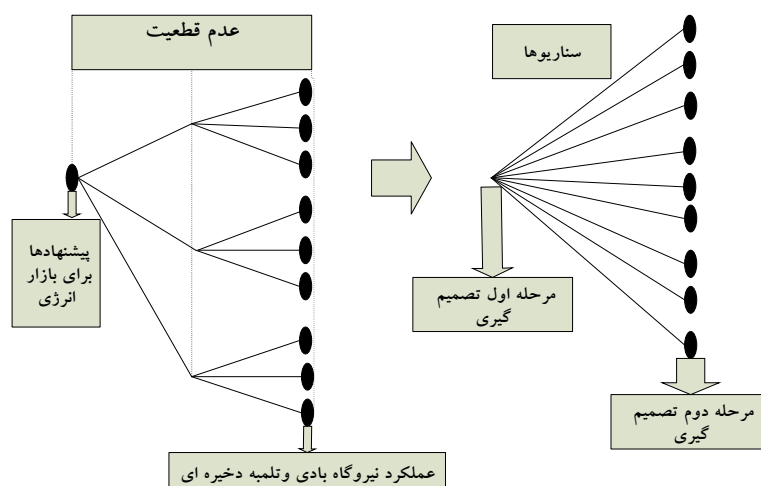 عدم قطعیت
سناریوها
پیشنهادها
برای بازار
انرژی
مرحله اول تصمیم
گیری
مرحله دوم تصمیم
گیری
عملکرد نیروگاه بادی وتلمبه دخیره ای